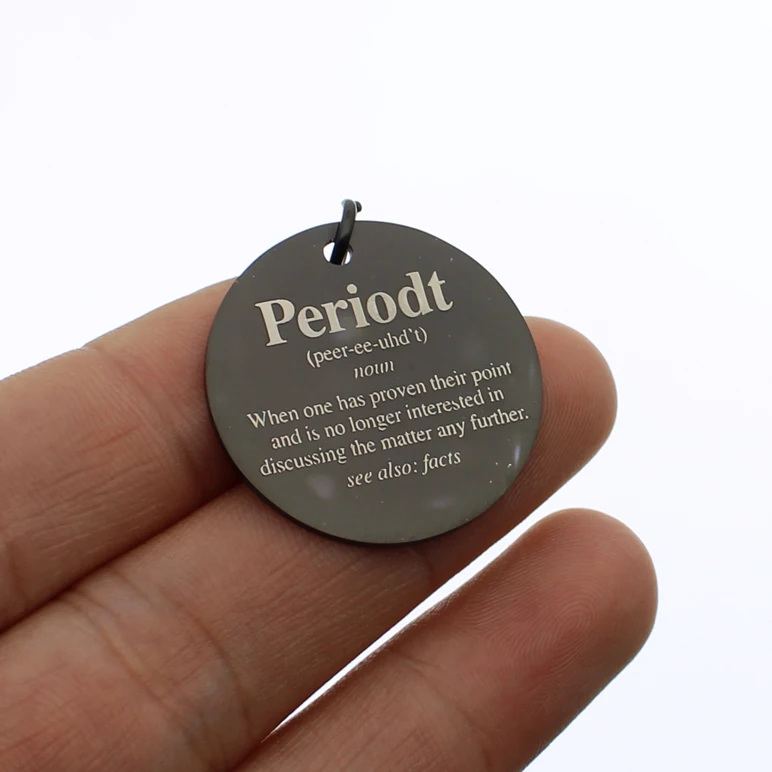 Periodt
(peer-ee-uhd't)
noun
When one has proven their point
and is no longer interested in
discussing the matter any further.
see also: facts